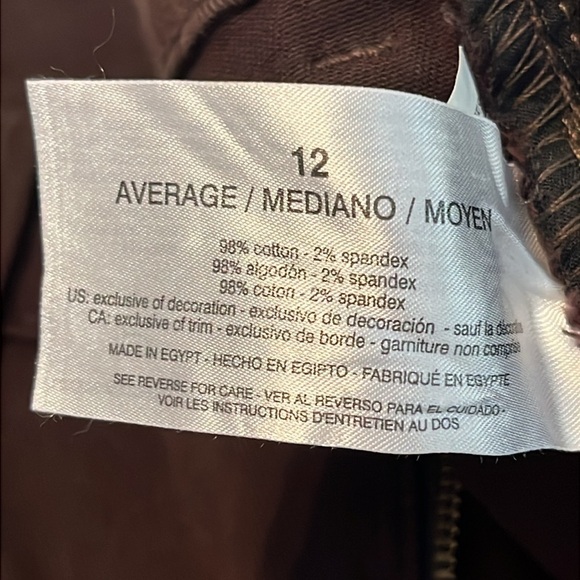 12
AVERAGE / MEDIANO / MOYEN
98% cotton - 2% spandex
98% algodón - 2% spandex
98% coton - 2% spandex
US: exclusive of decoration - exclusivo de decoración - sauf la
CA: exclusive of trim - exclusivo de borde - garniture non comprise
MADE IN EGYPT - HECHO EN EGIPTO - FABRIQUÉ EN EGYPTE
SEE REVERSE FOR CARE - VER AL REVERSO PARA EL CUIDADO -
VOIR LES INSTRUCTIONS D'ENTRETIEN AU DOS